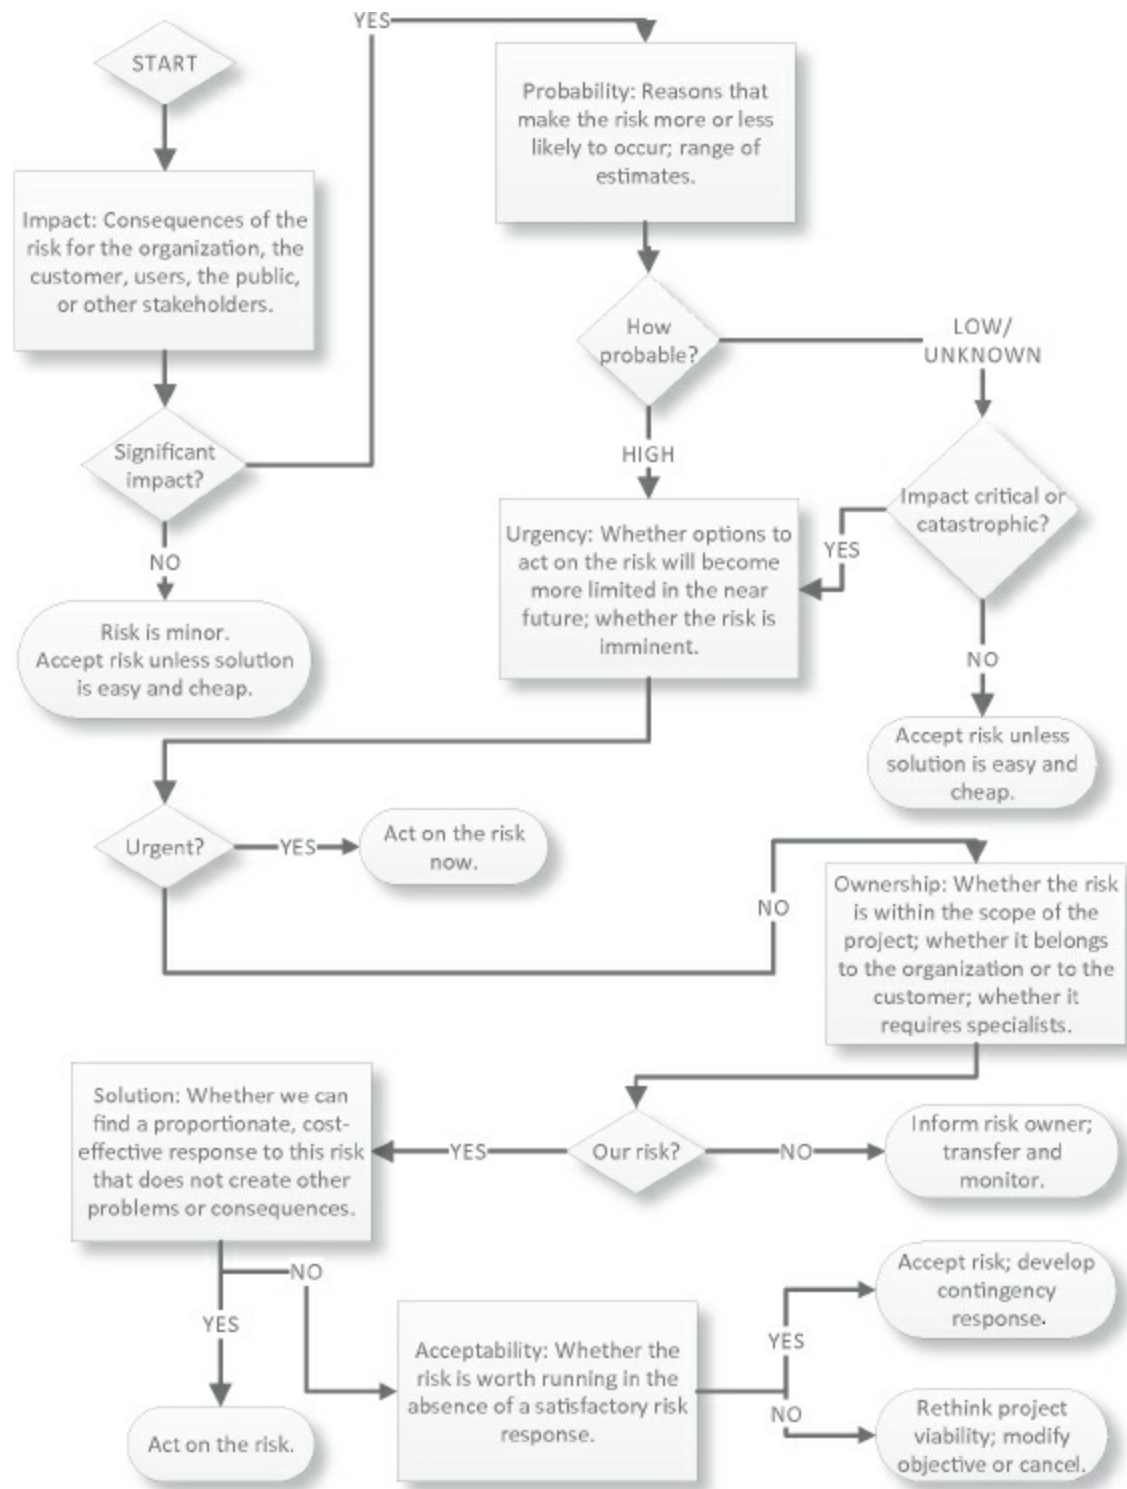 START
Impact: Consequences of the
risk for the organization, the
customer, users, the public,
or other stakeholders.
Significant
impact?
NO
Risk is minor.
Accept risk unless solution
is easy and cheap.
YES
Probability: Reasons that
make the risk more or less
likely to occur; range of
estimates.
How
probable?
LOW/
UNKNOWN
HIGH
Impact critical or
catastrophic?
YES
NO
Accept risk unless
solution is easy and
cheap.
Urgency: Whether options to
act on the risk will become
more limited in the near
future; whether the risk is
imminent.
Urgent?
YES
Act on the risk
now.
NO
Ownership: Whether the risk
is within the scope of the
project; whether it belongs
to the organization or to the
customer; whether it
requires specialists.
Our risk?
NO
Inform risk owner;
transfer and
monitor.
YES
Solution: Whether we can
find a proportionate, cost-
effective response to this risk
that does not create other
problems or consequences.
NO
YES
Act on the risk.
Acceptability: Whether the
risk is worth running in the
absence of a satisfactory risk
response.
YES
Accept risk; develop
contingency
response.
NO
Rethink project
viability; modify
objective or cancel.